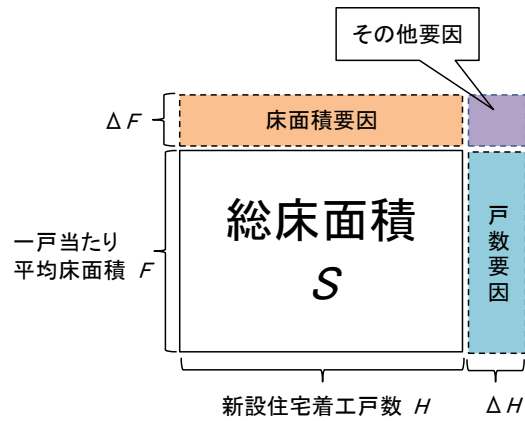 その他要因
ΔF
床面積要因
総床面積
S
戸数要因
一戸当たり
平均床面積 F
新設住宅着工戸数 H
ΔH